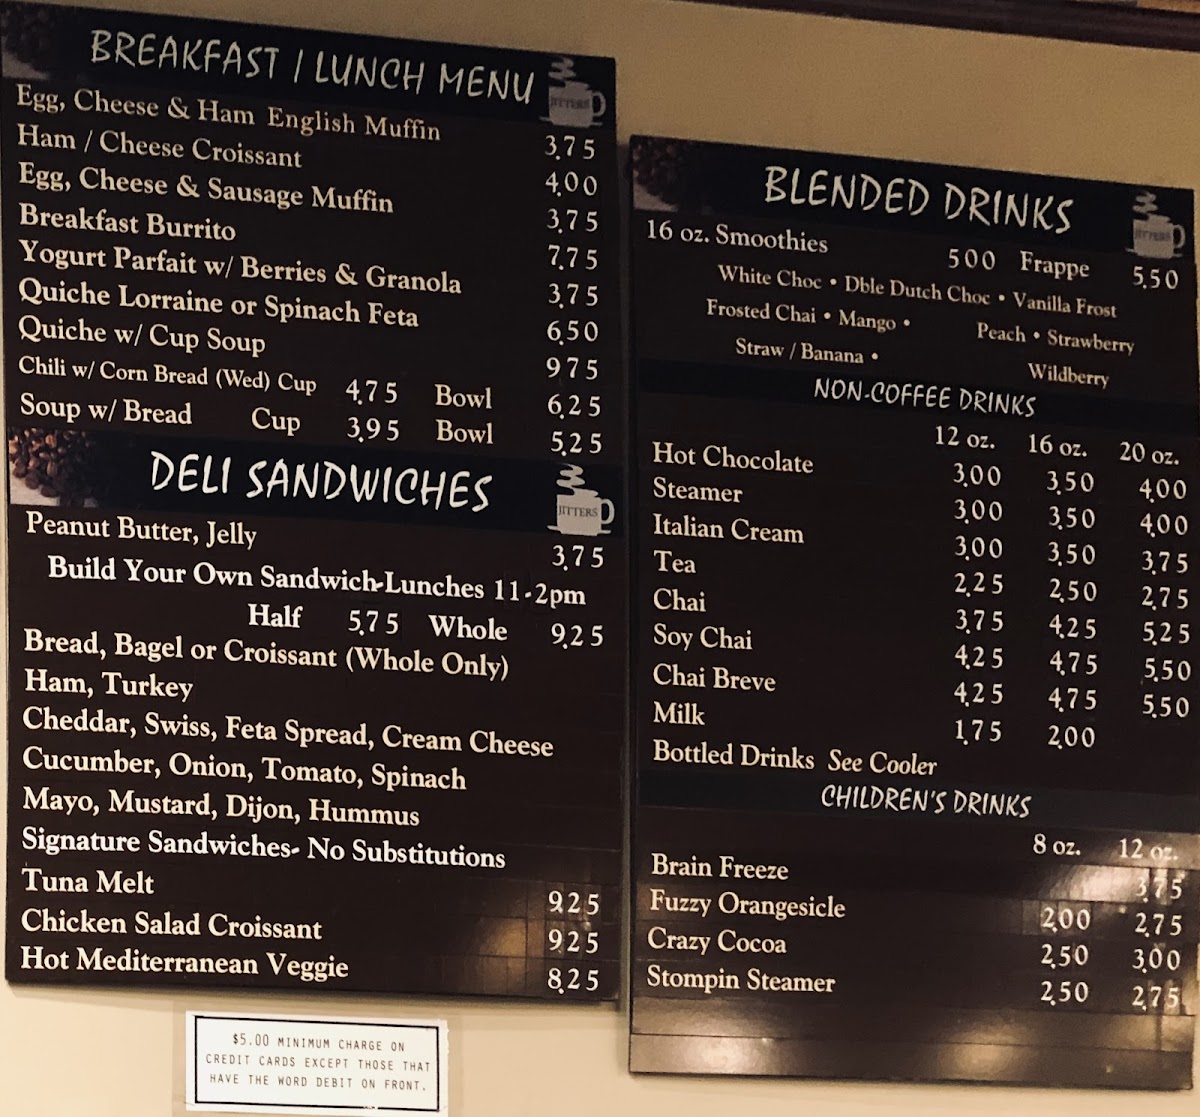 BREAKFAST / LUNCH MENU
JITTERS
Egg, Cheese & Ham English Muffin 3.75
Ham / Cheese Croissant 4.00
Egg, Cheese & Sausage Muffin 3.75
Breakfast Burrito 7.75
Yogurt Parfait w/ Berries & Granola 3.75
Quiche Lorraine or Spinach Feta 6.50
Quiche w/ Cup Soup 9.75
Chili w/ Corn Bread (Wed) Cup 4.75 Bowl 6.25
Soup w/ Bread Cup 3.95 Bowl 5.25
DELI SANDWICHES
JITTERS
Peanut Butter, Jelly 3.75
Build Your Own Sandwich-Lunches 11-2pm
Half 5.75 Whole 9.25
Bread, Bagel or Croissant (Whole Only)
Ham, Turkey
Cheddar, Swiss, Feta Spread, Cream Cheese
Cucumber, Onion, Tomato, Spinach
Mayo, Mustard, Dijon, Hummus
Signature Sandwiches- No Substitutions
Tuna Melt 9.25
Chicken Salad Croissant 9.25
Hot Mediterranean Veggie 8.25
$5.00 MINIMUM CHARGE ON
CREDIT CARDS EXCEPT THOSE THAT
HAVE THE WORD DEBIT ON FRONT.
BLENDED DRINKS
JITTERS
16 oz. Smoothies 5.00 Frappe 5.50
White Choc • Dble Dutch Choc • Vanilla Frost
Frosted Chai • Mango • Peach • Strawberry
Straw / Banana • Wildberry
NON-COFFEE DRINKS
12 oz. 16 oz. 20 oz.
Hot Chocolate 3.00 3.50 4.00
Steamer 3.00 3.50 4.00
Italian Cream 3.00 3.50 3.75
Tea 2.25 2.50 2.75
Chai 3.75 4.25 5.25
Soy Chai 4.25 4.75 5.50
Chai Breve 4.25 4.75 5.50
Milk 1.75 2.00
Bottled Drinks See Cooler
CHILDREN'S DRINKS
8 oz. 12 oz.
Brain Freeze 3.75
Fuzzy Orangesicle 2.00 2.75
Crazy Cocoa 2.50 3.00
Stompin Steamer 2.50 2.75